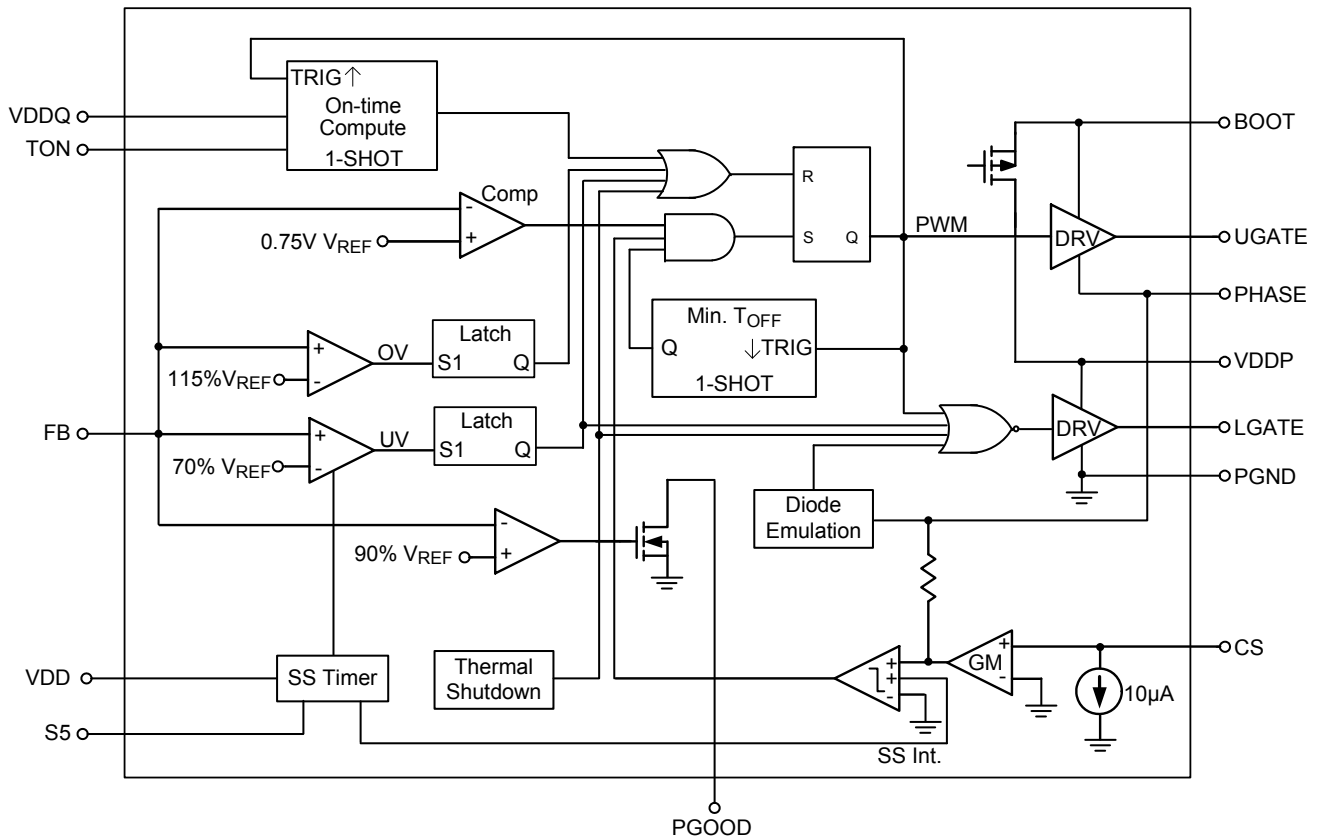 TRIG↑
On-time
Compute
1-SHOT
VDDQ
TON
BOOT
Comp
R
0.75V VREF
S
Q
PWM
DRV
UGATE
PHASE
Min. TOFF
Q
↓TRIG
1-SHOT
OV
Latch
S1
Q
115%VREF
VDDP
FB
UV
Latch
S1
Q
70% VREF
DRV
LGATE
PGND
Diode
Emulation
90% VREF
VDD
SS Timer
Thermal
Shutdown
GM
CS
10µA
S5
SS Int.
PGOOD
+
-